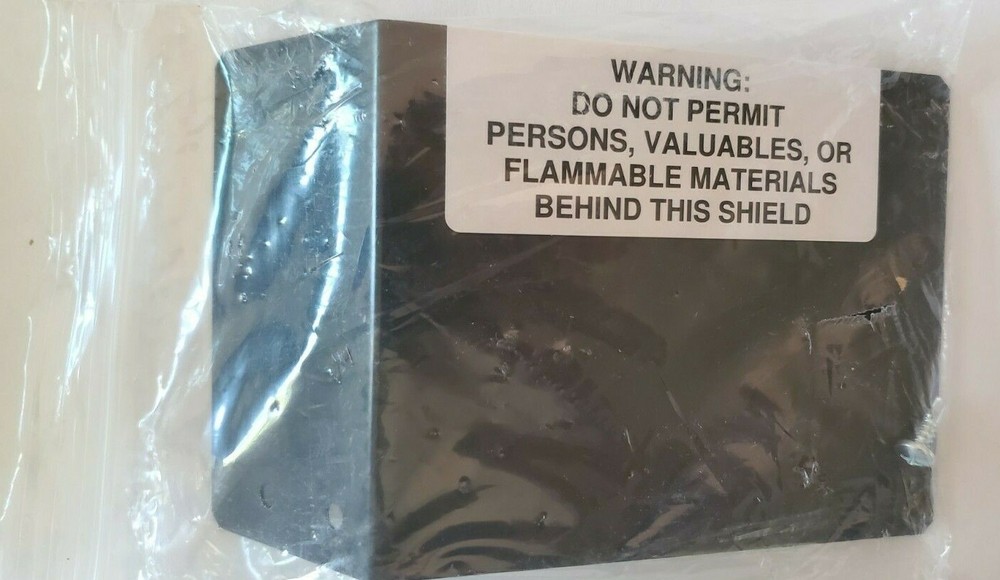 WARNING:
DO NOT PERMIT
PERSONS, VALUABLES, OR
FLAMMABLE MATERIALS
BEHIND THIS SHIELD